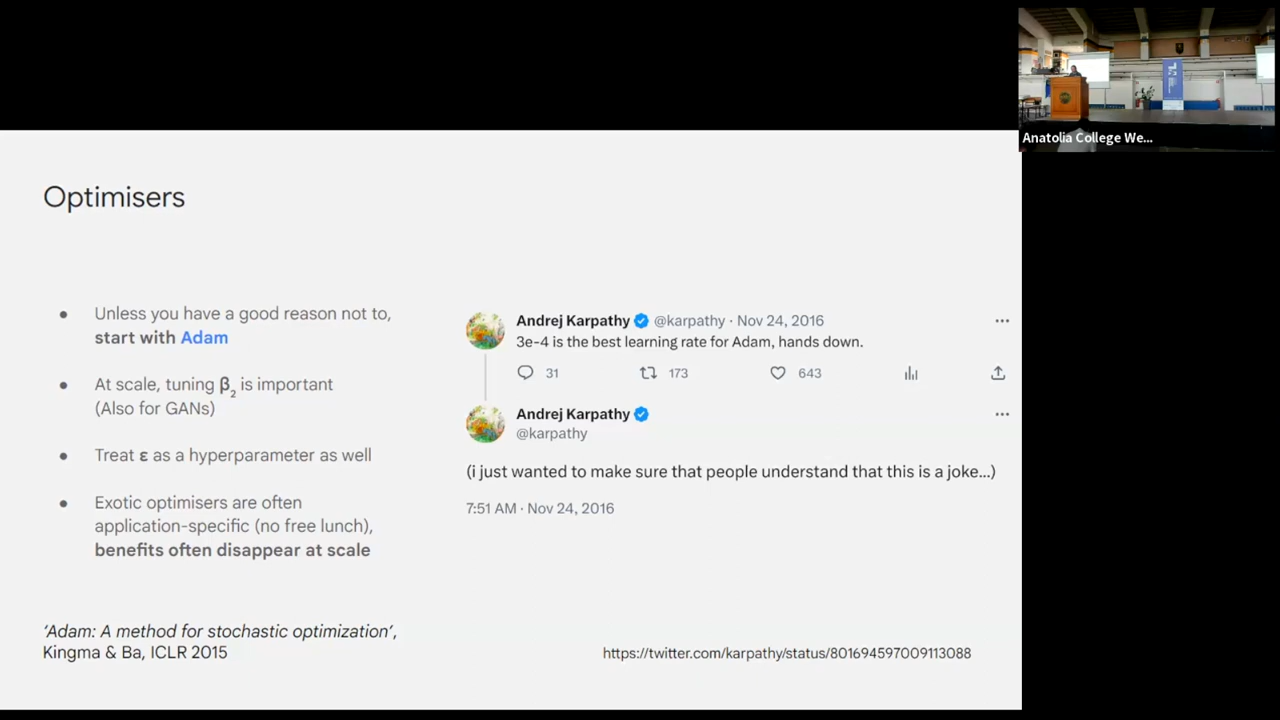 Anatolia College We...
Optimisers
● Unless you have a good reason not to,
start with Adam
● At scale, tuning β₂ is important
(Also for GANs)
● Treat ε as a hyperparameter as well
● Exotic optimisers are often
application-specific (no free lunch),
benefits often disappear at scale
'Adam: A method for stochastic optimization',
Kingma & Ba, ICLR 2015
Andrej Karpathy @karpathy · Nov 24, 2016 ...
3e-4 is the best learning rate for Adam, hands down.
31 173 643
Andrej Karpathy ...
@karpathy
(i just wanted to make sure that people understand that this is a joke...)
7:51 AM · Nov 24, 2016
https://twitter.com/karpathy/status/801694597009113088